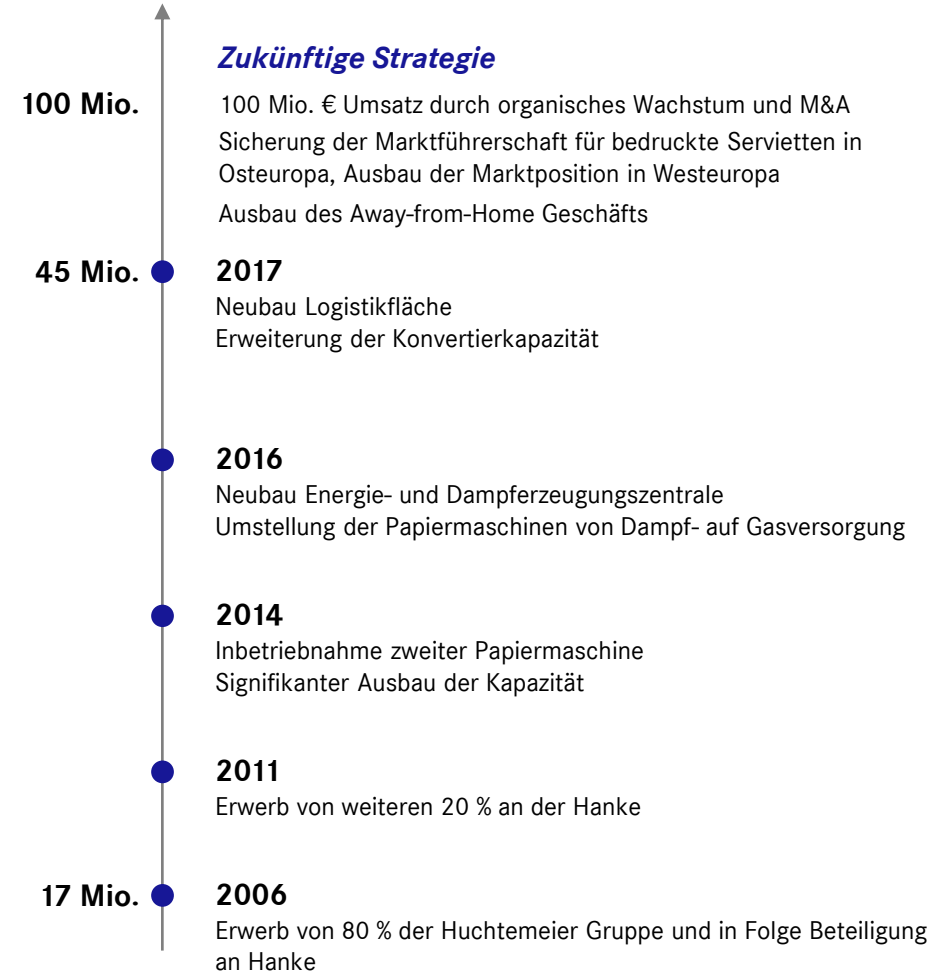 Zukünftige Strategie
100 Mio.
100 Mio. € Umsatz durch organisches Wachstum und M&A
Sicherung der Marktführerschaft für bedruckte Servietten in
Osteuropa, Ausbau der Marktposition in Westeuropa
Ausbau des Away-from-Home Geschäfts
45 Mio.
2017
Neubau Logistikfläche
Erweiterung der Konvertierkapazität
2016
Neubau Energie- und Dampferzeugungszentrale
Umstellung der Papiermaschinen von Dampf- auf Gasversorgung
2014
Inbetriebnahme zweiter Papiermaschine
Signifikanter Ausbau der Kapazität
2011
Erwerb von weiteren 20 % an der Hanke
17 Mio.
2006
Erwerb von 80 % der Huchtemeier Gruppe und in Folge Beteiligung
an Hanke